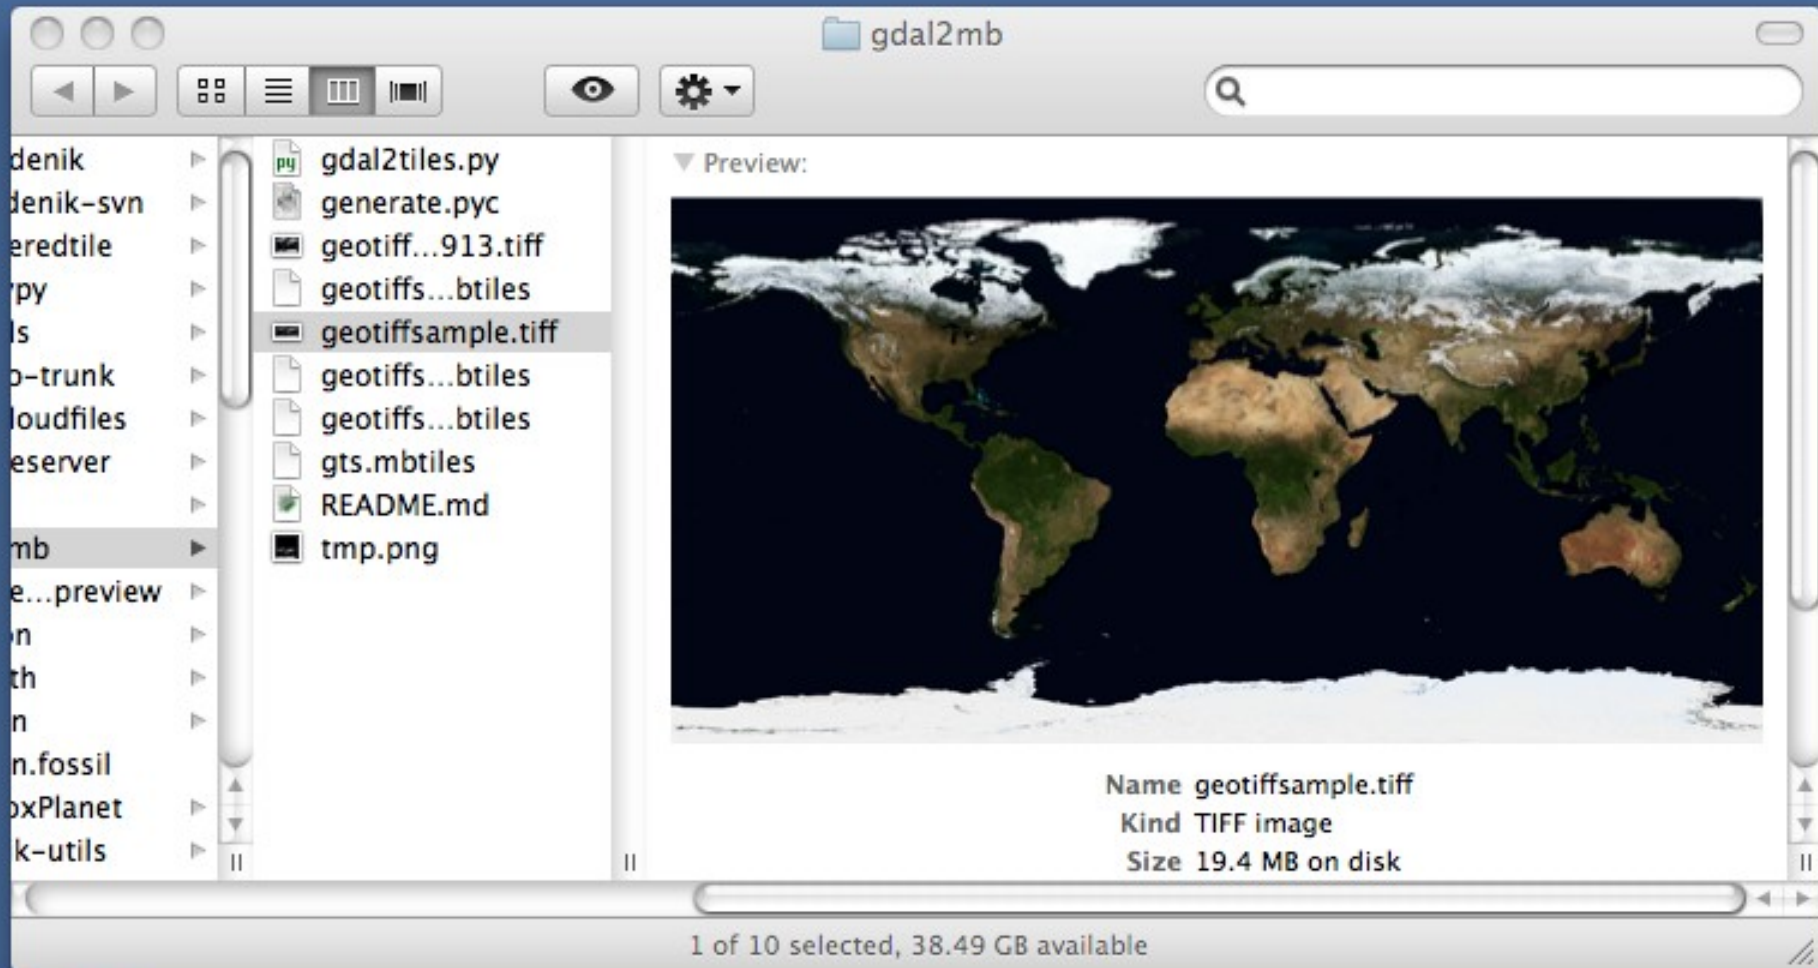 gdal2mb
denik
denik-svn
eredtile
ls
o-trunk
loudfiles
eserver
mb
e...preview
on
th
n
n.fossil
oxPlanet
k-utils
py gdal2tiles.py
generate.pyc
geotiff...913.tiff
geotiffs...btiles
geotiffsample.tiff
geotiffs...btiles
geotiffs...btiles
gts.mbtiles
README.md
tmp.png
Preview:
Name geotiffsample.tiff
Kind TIFF image
Size 19.4 MB on disk
1 of 10 selected, 38.49 GB available